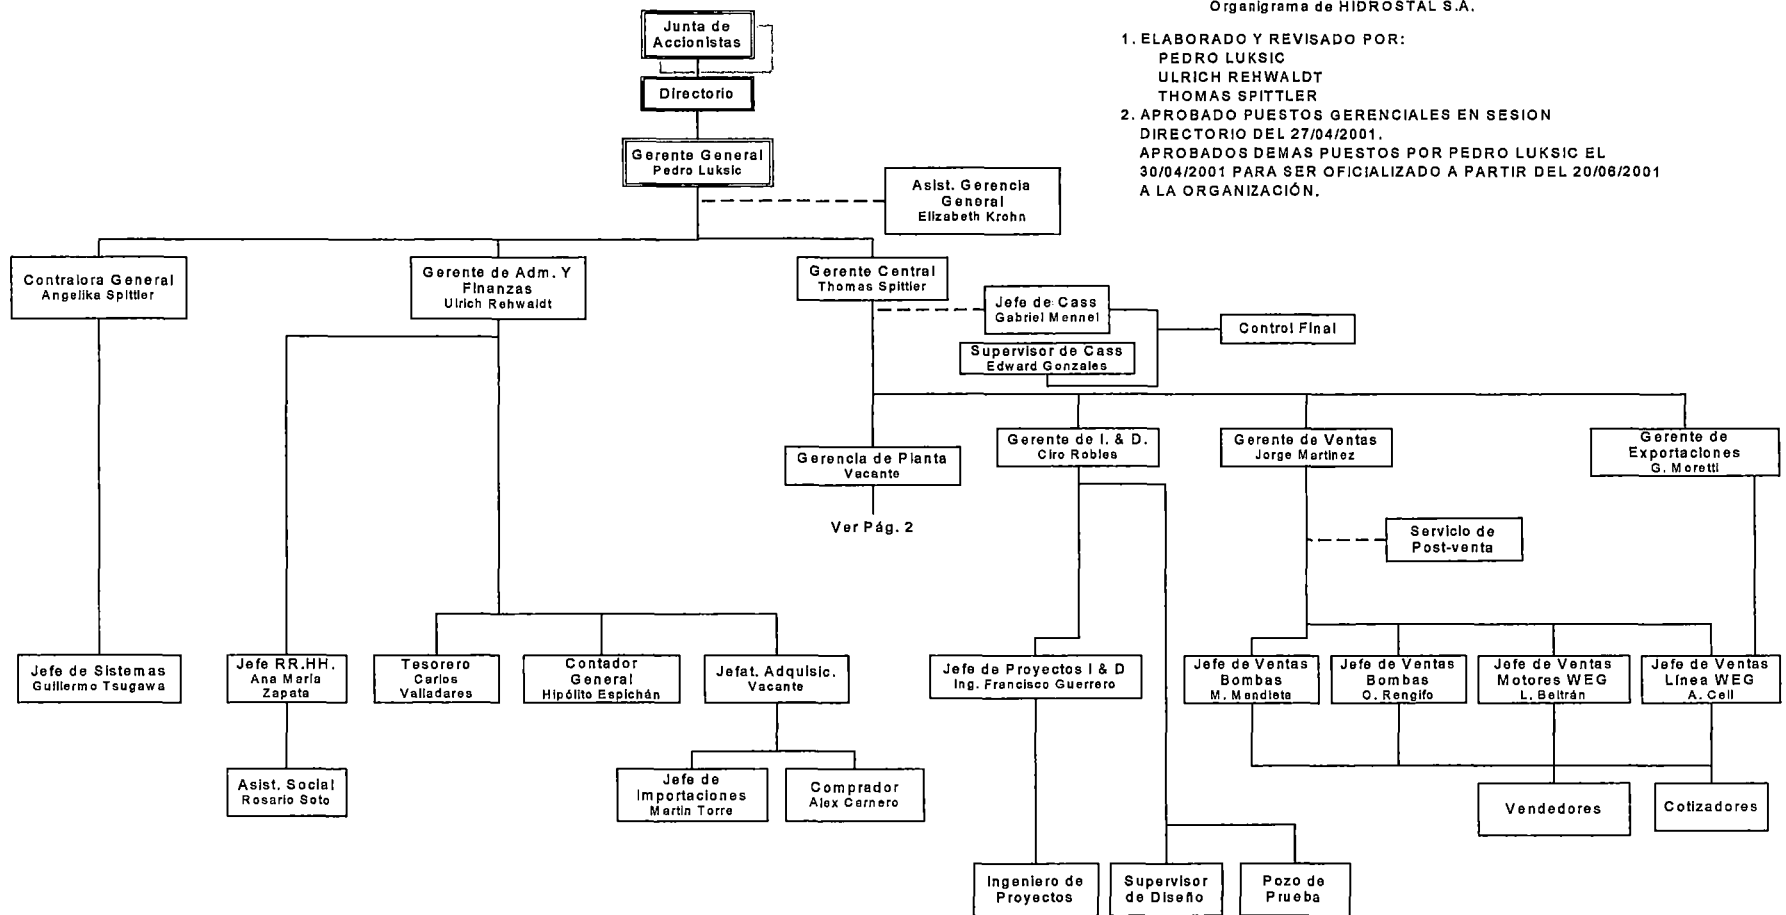 Organigrama de HIDROSTAL S.A.
1. ELABORADO Y REVISADO POR:
PEDRO LUKSIC
ULRICH REHWALDT
THOMAS SPITTLER
2. APROBADO PUESTOS GERENCIALES EN SESION
DIRECTORIO DEL 27/04/2001.
APROBADOS DEMAS PUESTOS POR PEDRO LUKSIC EL
30/04/2001 PARA SER OFICIALIZADO A PARTIR DEL 20/06/2001
A LA ORGANIZACIÓN.
Junta de
Accionistas
Directorio
Gerente General
Pedro Luksic
Asist. Gerencia
General
Elizabeth Krohn
Contralora General
Angelika Spittler
Gerente de Adm. Y
Finanzas
Ulrich Rehwaldt
Gerente Central
Thomas Spittler
Jefe de Cass
Gabriel Mennel
Supervisor de Cass
Edward Gonzales
Control Final
Gerencia de Planta
Vacante
Ver Pág. 2
Gerente de I. & D.
Ciro Robles
Gerente de Ventas
Jorge Martínez
Gerente de
Exportaciones
G. Moretti
Servicio de
Post-venta
Jefe de Sistemas
Guillermo Tsugawa
Jefe RR.HH.
Ana María
Zapata
Tesorero
Carlos
Valladares
Contador
General
Hipólito Espichán
Jefat. Adquisic.
Vacante
Jefe de Proyectos I & D
Ing. Francisco Guerrero
Jefe de Ventas
Bombas
M. Mendieta
Jefe de Ventas
Bombas
O. Rengifo
Jefe de Ventas
Motores WEG
L. Beltrán
Jefe de Ventas
Línea WEG
A. Celi
Asist. Social
Rosario Soto
Jefe de
Importaciones
Martín Torre
Comprador
Alex Carnero
Vendedores
Cotizadores
Ingeniero de
Proyectos
Supervisor
de Diseño
Pozo de
Prueba